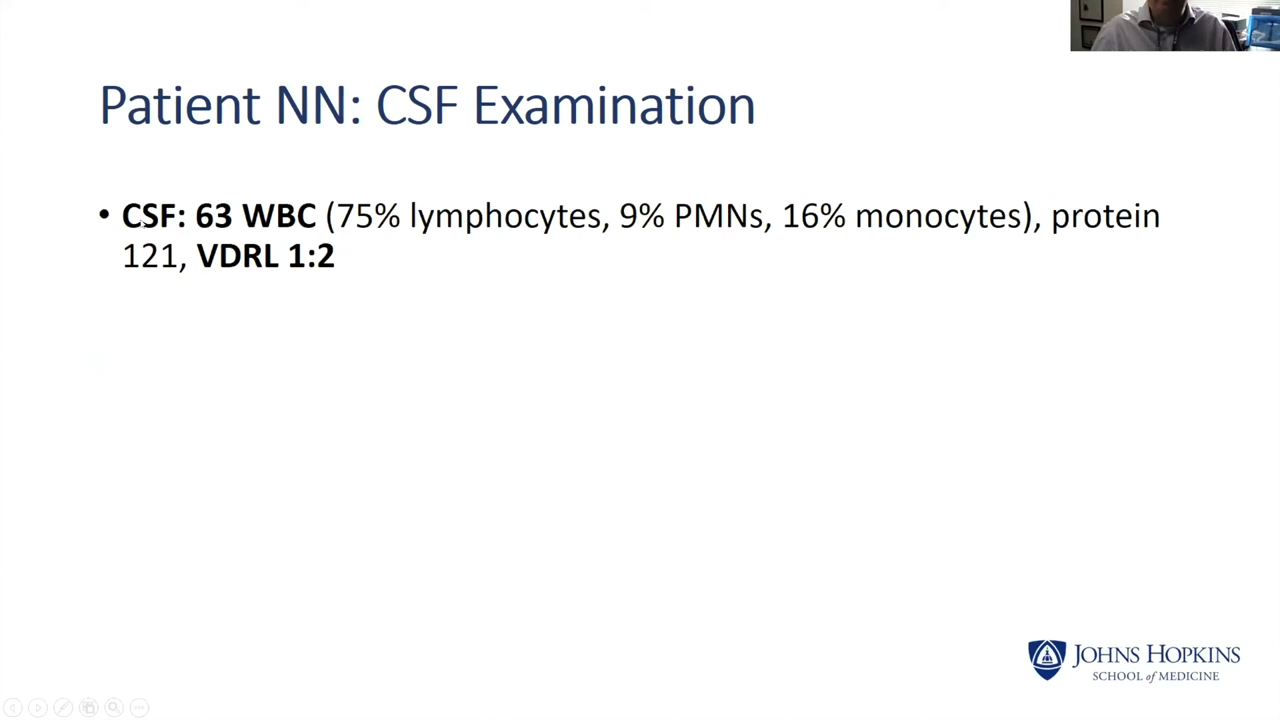 Patient NN: CSF Examination
• CSF: 63 WBC (75% lymphocytes, 9% PMNs, 16% monocytes), protein
121, VDRL 1:2
JOHNS HOPKINS
SCHOOL of MEDICINE